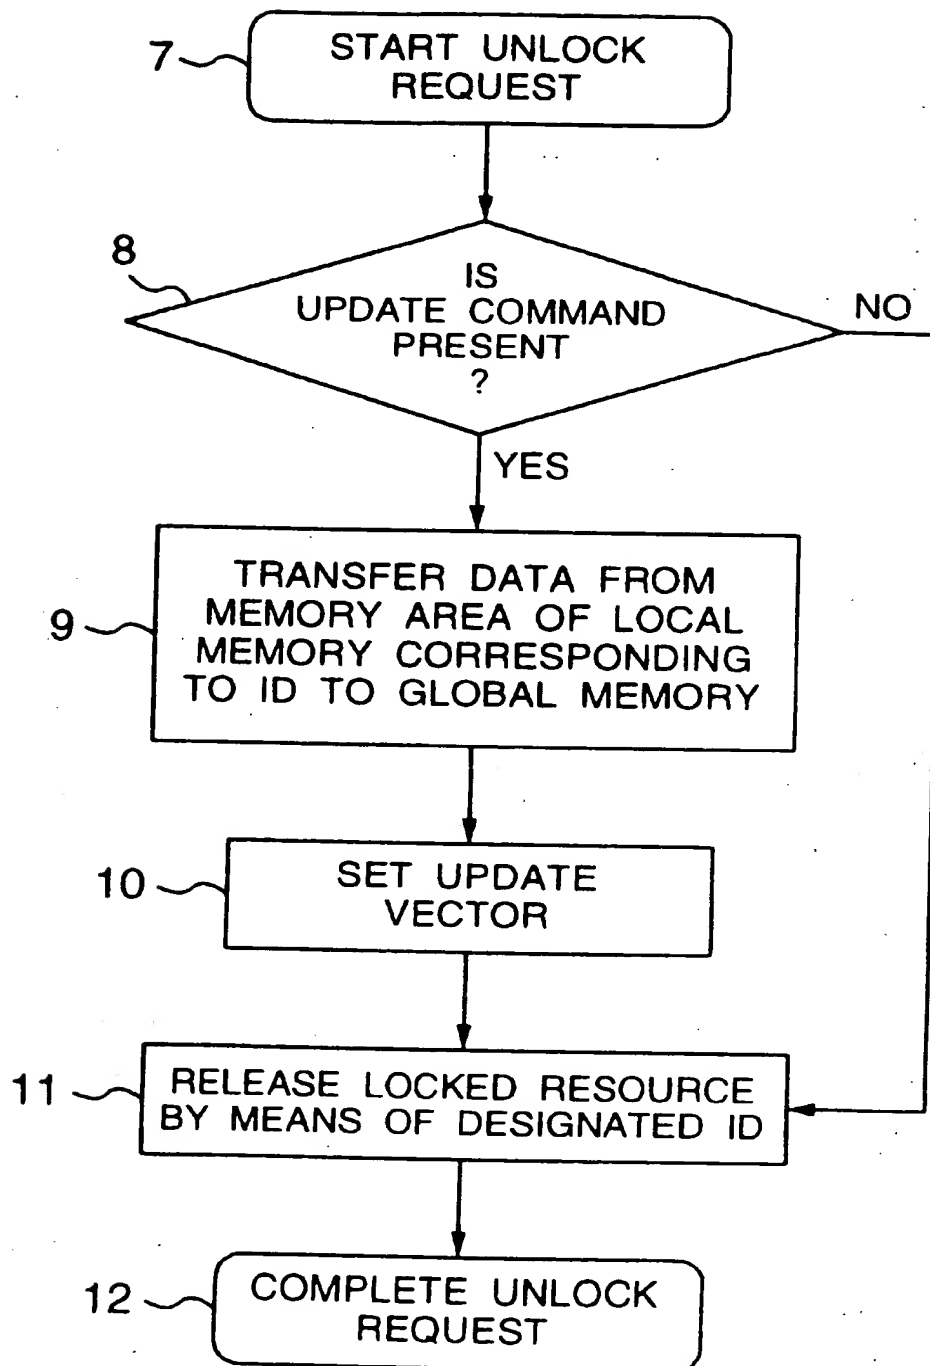 7
START UNLOCK
REQUEST
8
IS
UPDATE COMMAND
PRESENT
?
NO
YES
9
TRANSFER DATA FROM
MEMORY AREA OF LOCAL
MEMORY CORRESPONDING
TO ID TO GLOBAL MEMORY
10
SET UPDATE
VECTOR
11
RELEASE LOCKED RESOURCE
BY MEANS OF DESIGNATED ID
12
COMPLETE UNLOCK
REQUEST